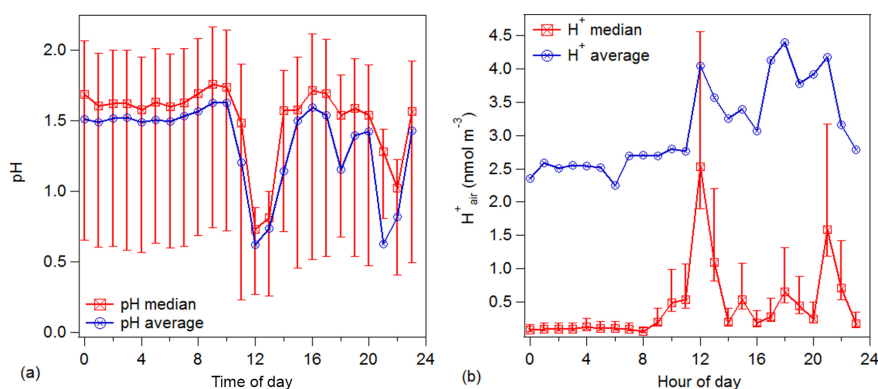 2.0
1.5
1.0
0.5
0.0
pH
pH median
pH average
0 4 8 12 16 20 24
(a) Time of day
H⁺ median
H⁺ average
5.0
4.5
4.0
3.5
3.0
2.5
2.0
1.5
1.0
0.5
H⁺air (nmol m⁻³)
0 4 8 12 16 20 24
(b) Hour of day